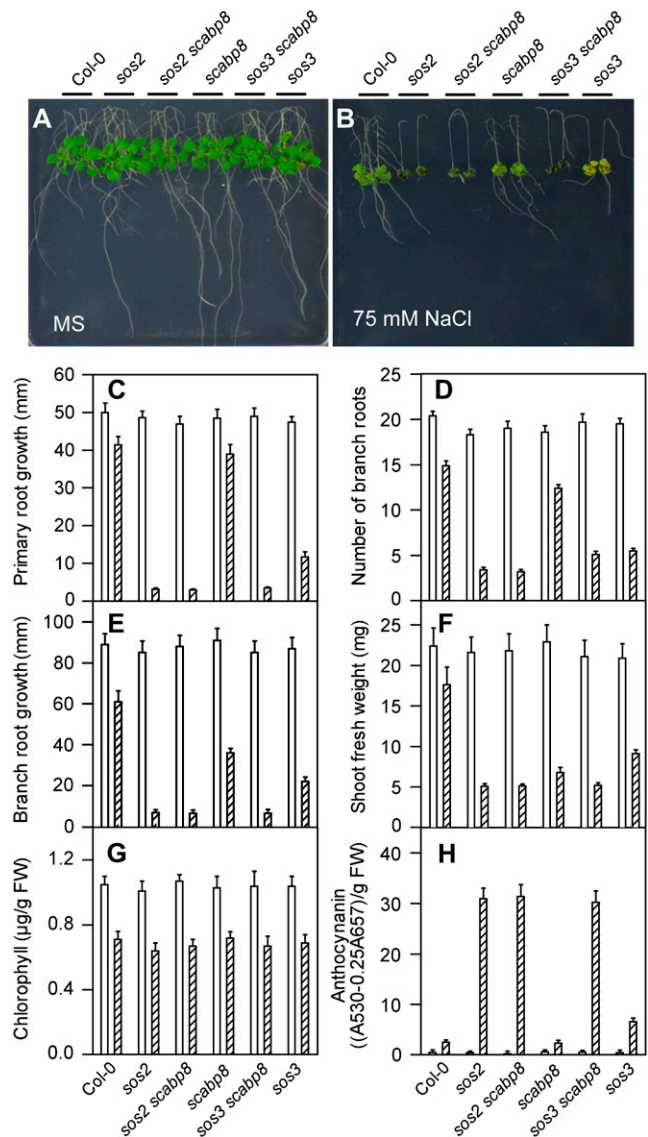 Col-0 sos2 sos2 scabp8 scabp8 sos3 scabp8 sos3
Col-0 sos2 sos2 scabp8 scabp8 sos3 scabp8 sos3
A
MS
B
75 mM NaCl
C
Primary root growth (mm)
60
50
40
30
20
10
0
D
Number of branch roots
25
20
15
10
5
0
E
Branch root growth (mm)
100
80
60
40
20
0
F
Shoot fresh weight (mg)
25
20
15
10
5
0
G
Chlorophyll (µg/g FW)
1.2
0.9
0.4
0.0
H
Anthocynanin
((A530-0.25A657)/g FW)
40
30
20
10
0
Col-0 sos2 sos2 scabp8 scabp8 sos3 scabp8 sos3
Col-0 sos2 sos2 scabp8 scabp8 sos3 scabp8 sos3